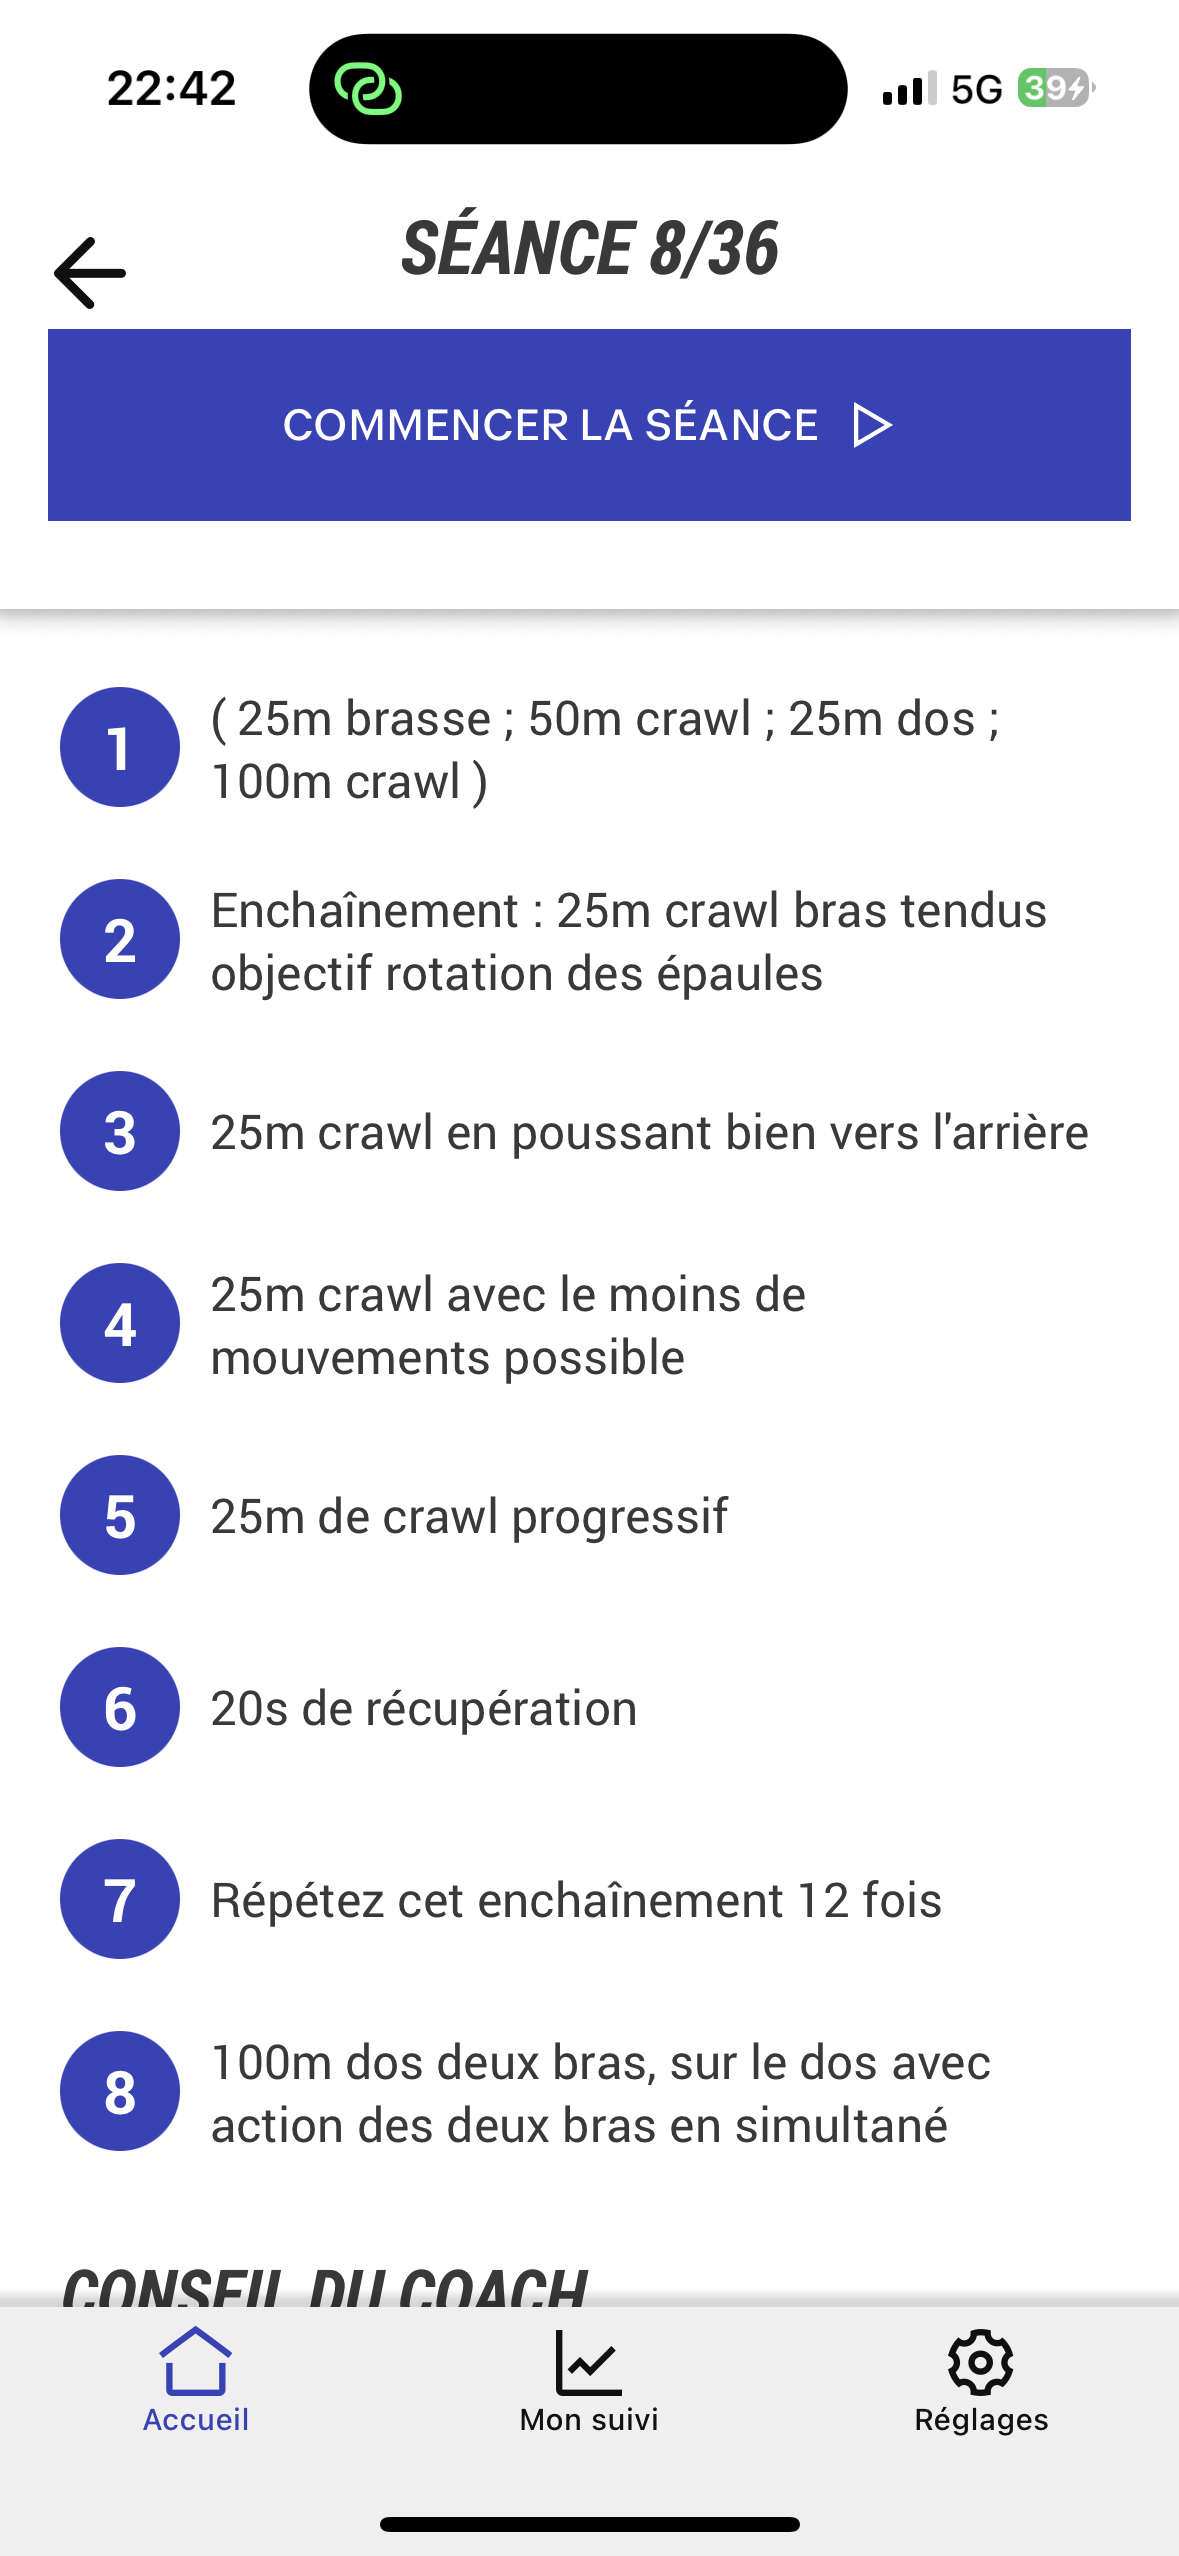 22:42
5G
39
SÉANCE 8/36
COMMENCER LA SÉANCE
1
( 25m brasse ; 50m crawl ; 25m dos ;
100m crawl )
2
Enchaînement : 25m crawl bras tendus
objectif rotation des épaules
3
25m crawl en poussant bien vers l'arrière
4
25m crawl avec le moins de
mouvements possible
5
25m de crawl progressif
6
20s de récupération
7
Répétez cet enchaînement 12 fois
8
100m dos deux bras, sur le dos avec
action des deux bras en simultané
CONSEIL DU COACH
Accueil
Mon suivi
Réglages